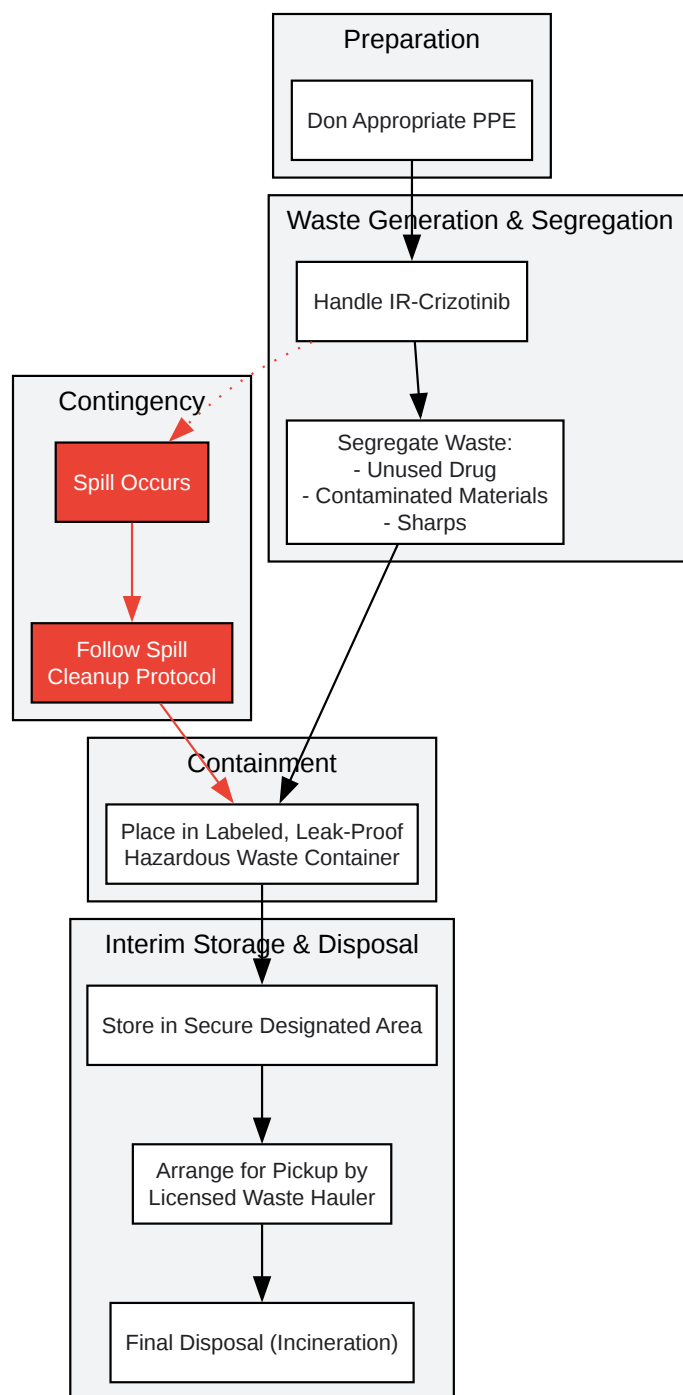 Preparation
Don Appropriate PPE
Waste Generation & Segregation
Handle IR-Crizotinib
Contingency
Spill Occurs
Segregate Waste:
- Unused Drug
- Contaminated Materials
- Sharps
Follow Spill
Cleanup Protocol
Containment
Place in Labeled, Leak-Proof
Hazardous Waste Container
Interim Storage & Disposal
Store in Secure Designated Area
Arrange for Pickup by
Licensed Waste Hauler
Final Disposal (Incineration)